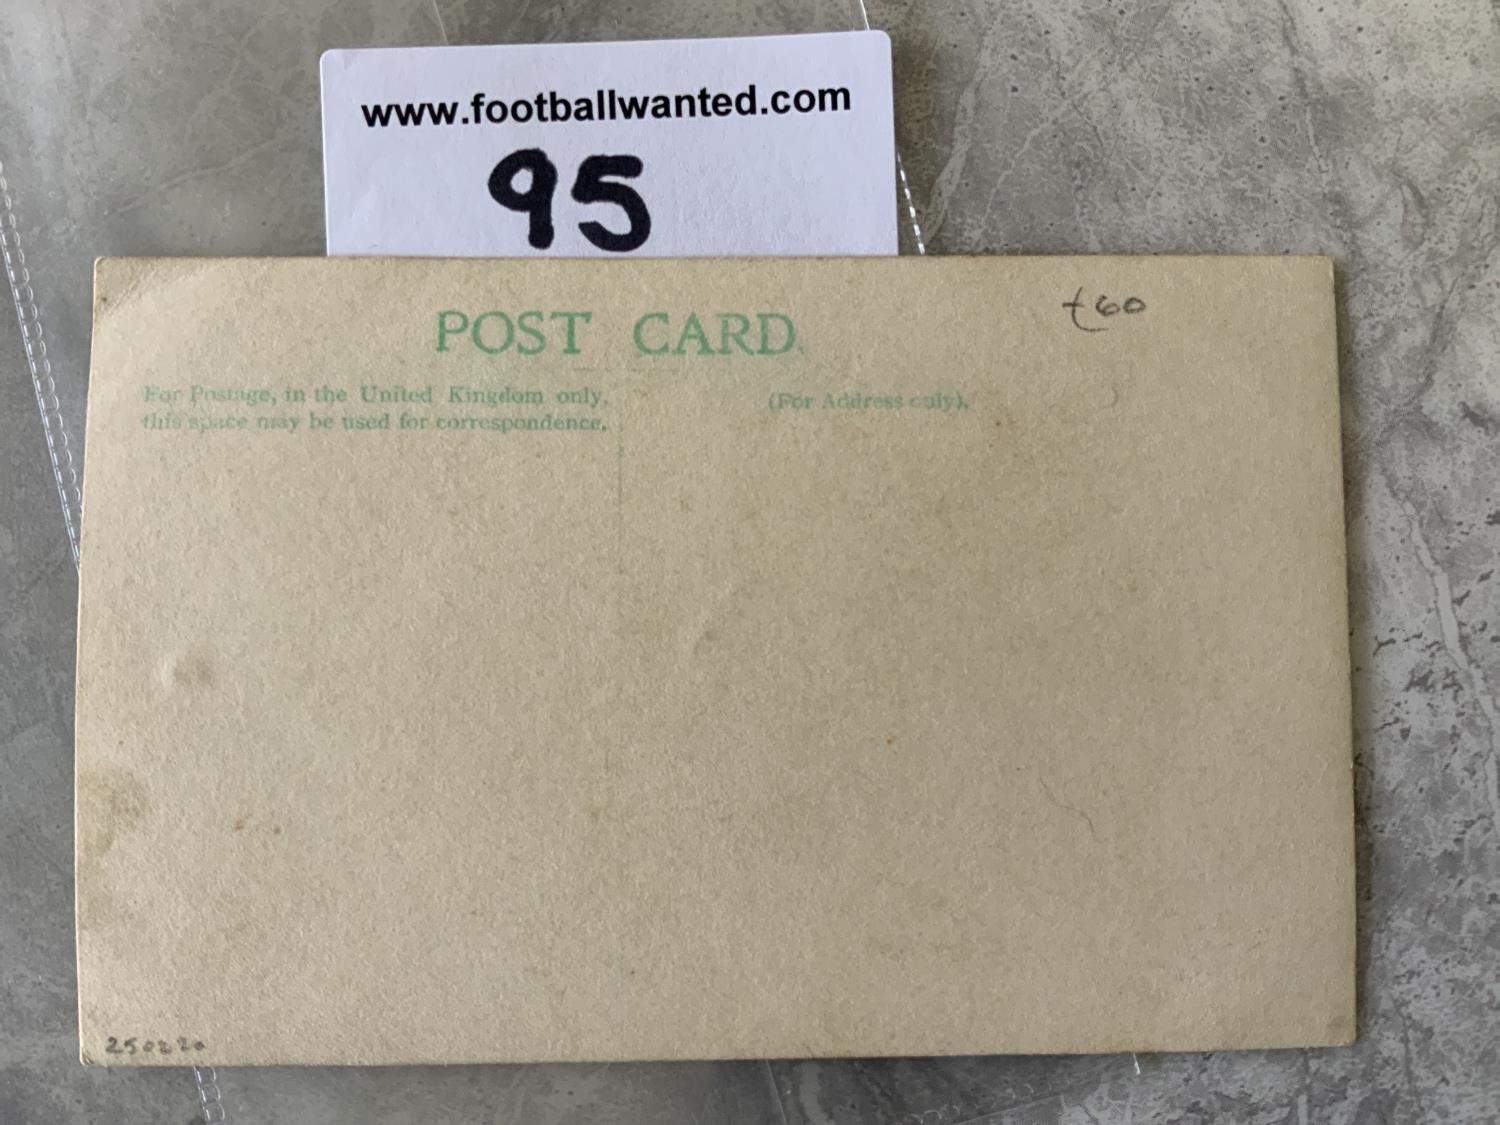 www.footballwanted.com
95
POST CARD.
£60
For Postage, in the United Kingdom only,
this space may be used for correspondence.
(For Address only).
250220